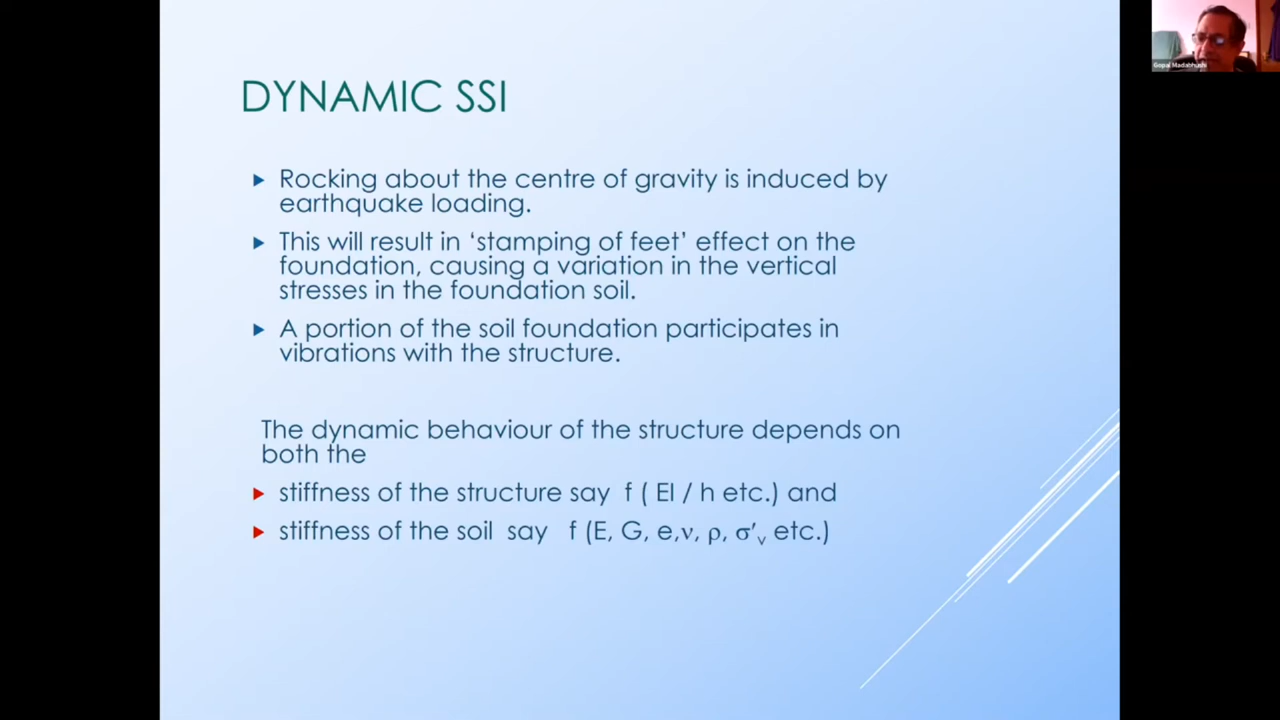 DYNAMIC SSI
Rocking about the centre of gravity is induced by
earthquake loading.
This will result in ‘stamping of feet’ effect on the
foundation, causing a variation in the vertical
stresses in the foundation soil.
A portion of the soil foundation participates in
vibrations with the structure.
The dynamic behaviour of the structure depends on
both the
stiffness of the structure say f ( EI / h etc.) and
stiffness of the soil say f (E, G, e,ν, ρ, σ′v etc.)
Gopal Madabhushi